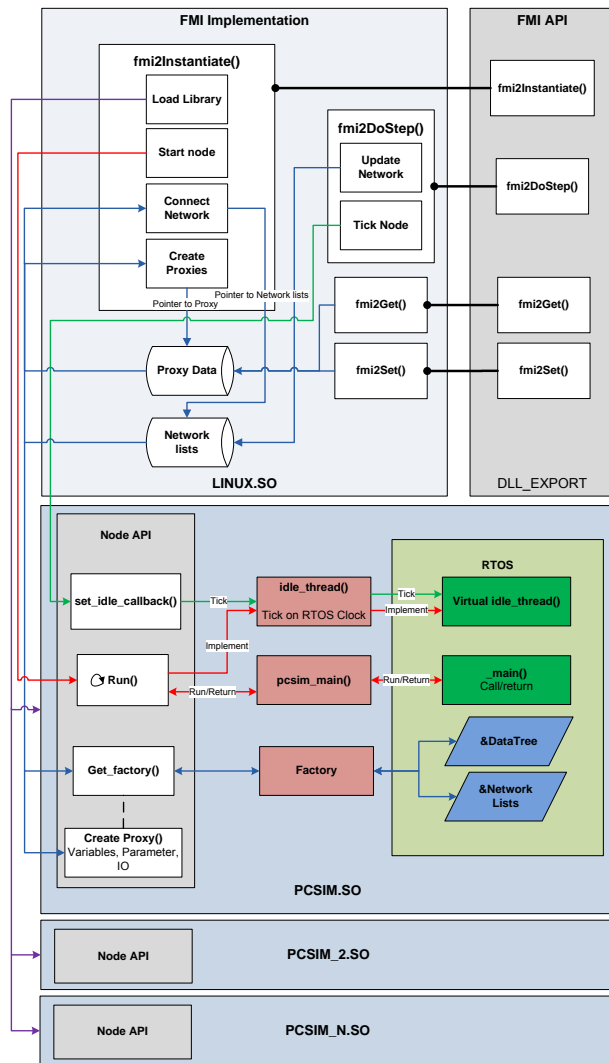 FMI Implementation
fmi2Instantiate()
Load Library
Start node
Connect
Network
Create
Proxies
Pointer to Proxy
Pointer to Network lists
fmi2DoStep()
Update
Network
Tick Node
fmi2Get()
fmi2Set()
Proxy Data
Network
lists
LINUX.SO
FMI API
fmi2Instantiate()
fmi2DoStep()
fmi2Get()
fmi2Set()
DLL_EXPORT
Node API
set_idle_callback()
Tick
idle_thread()
Tick on RTOS Clock
Tick
Implement
RTOS
Virtual idle_thread()
Implement
Run()
Run/Return
pcsim_main()
Run/Return
_main()
Call/return
Get_factory()
Factory
&DataTree
&Network
Lists
Create Proxy()
Variables, Parameter,
IO
PCSIM.SO
Node API
PCSIM_2.SO
Node API
PCSIM_N.SO